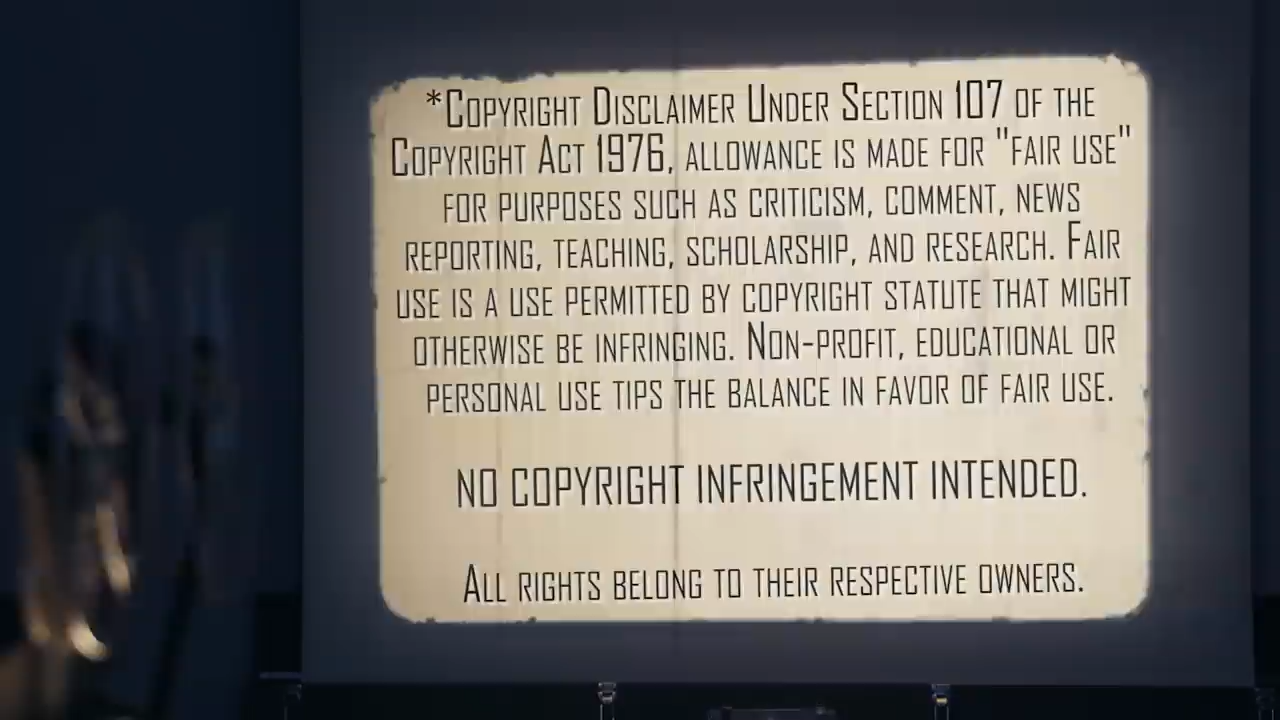 *Copyright Disclaimer Under Section 107 of the
Copyright Act 1976, allowance is made for "fair use"
for purposes such as criticism, comment, news
reporting, teaching, scholarship, and research. Fair
use is a use permitted by copyright statute that might
otherwise be infringing. Non-profit, educational or
personal use tips the balance in favor of fair use.
NO COPYRIGHT INFRINGEMENT INTENDED.
All rights belong to their respective owners.